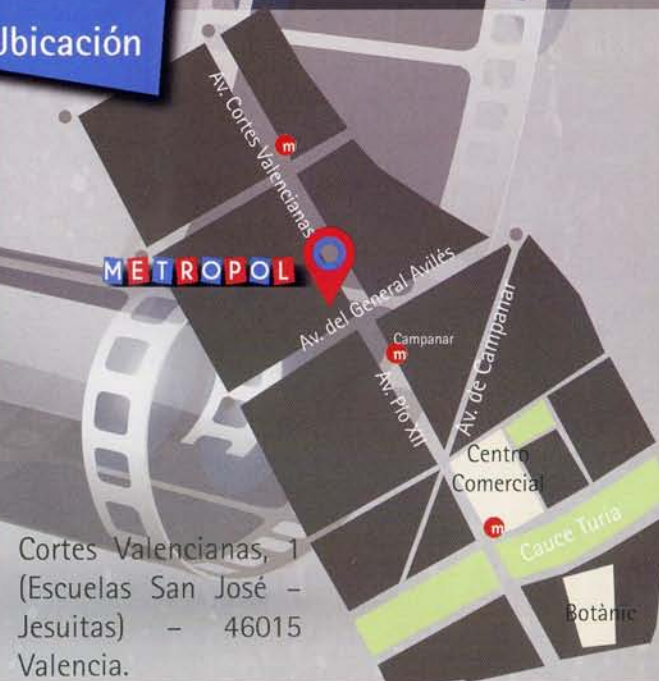 Ubicación
Av. Cortes Valencianas
m
METROPOL
Av. del General Avilés
Campanar
m
Av. Pío XII
Av. de Campanar
Centro
Comercial
m
Cauce Turia
Botànic
Cortes Valencianas, 1
(Escuelas San José –
Jesuitas) – 46015
Valencia.